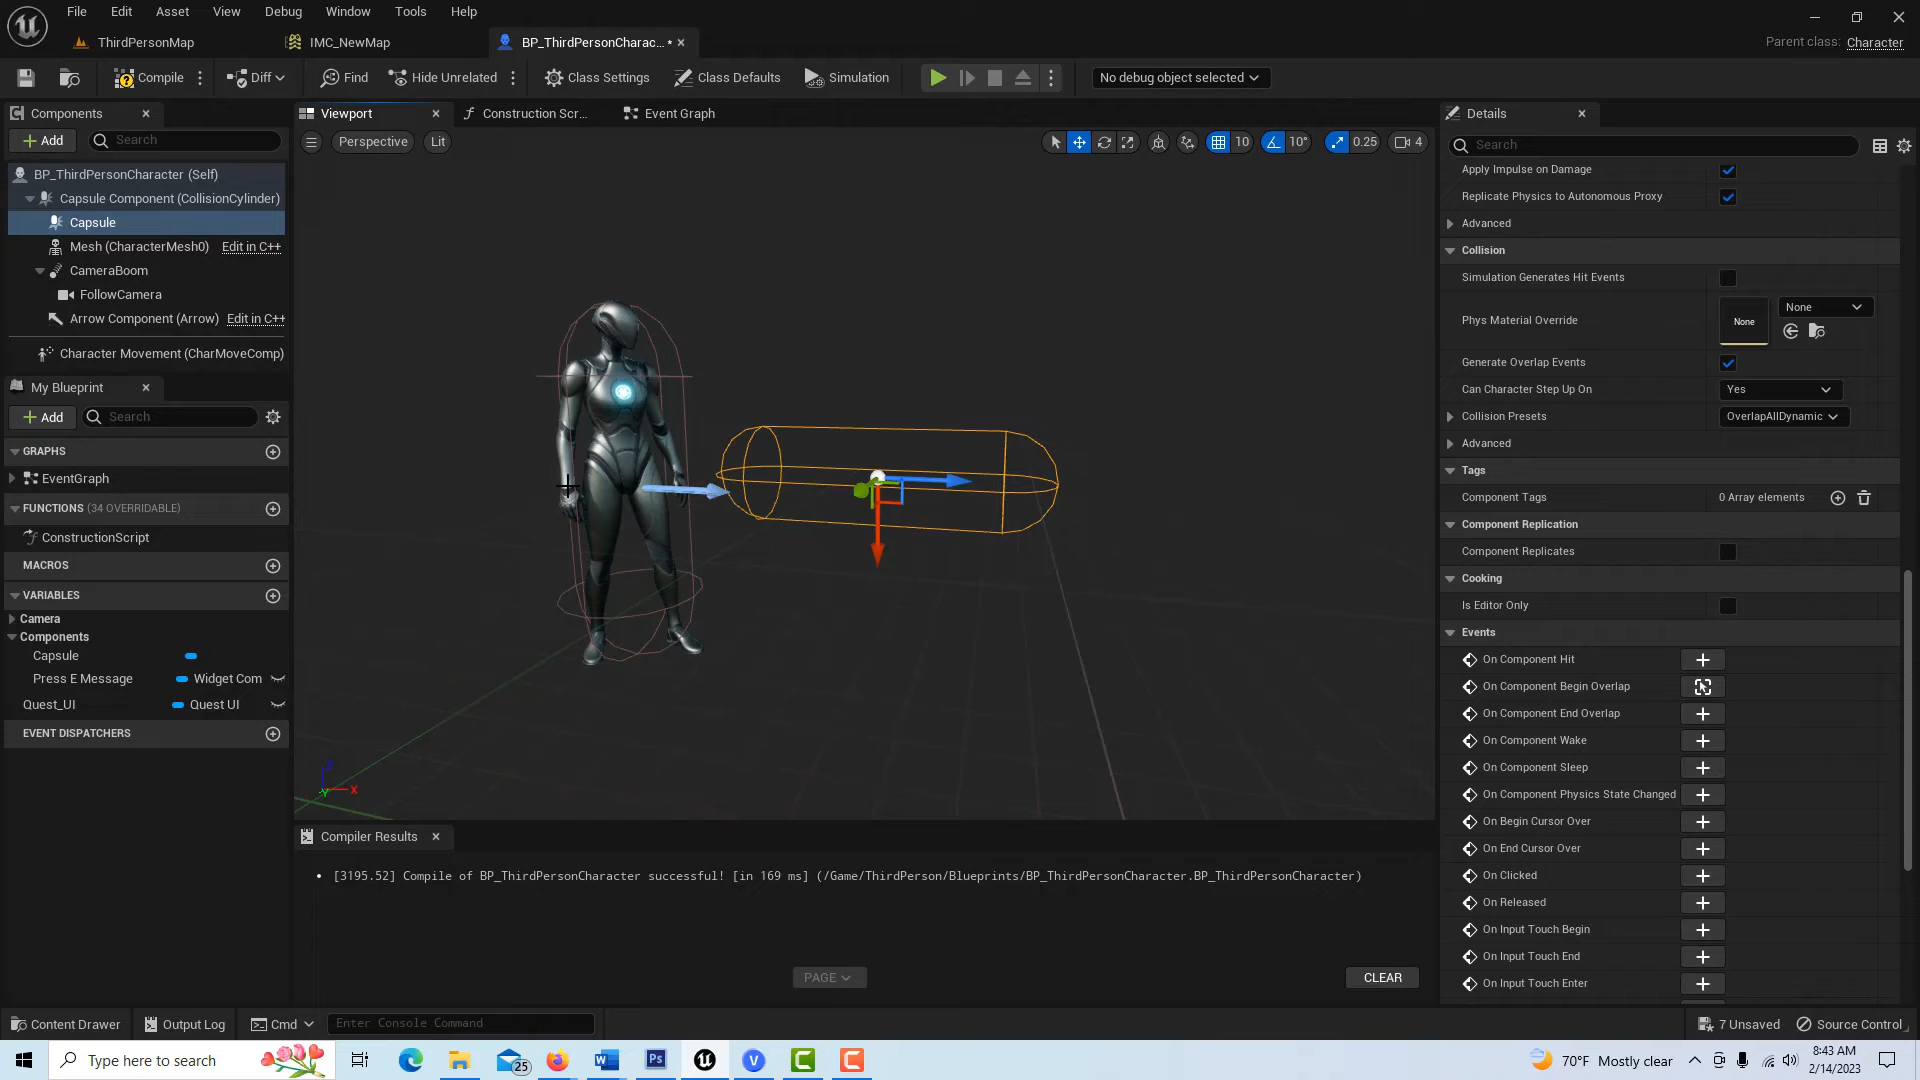 File Edit Asset View Debug Window Tools Help
ThirdPersonMap IMC_NewMap BP_ThirdPersonCharac... •
Parent class: Character
Compile Diff Find Hide Unrelated Class Settings Class Defaults Simulation No debug object selected
Components
Add Search
BP_ThirdPersonCharacter (Self)
Capsule Component (CollisionCylinder)
Capsule
Mesh (CharacterMesh0) Edit in C++
CameraBoom
FollowCamera
Arrow Component (Arrow) Edit in C++
Character Movement (CharMoveComp)
My Blueprint
Add Search
GRAPHS
EventGraph
FUNCTIONS (34 OVERRIDABLE)
ConstructionScript
MACROS
VARIABLES
Camera
Components
Capsule
Press E Message Widget Com
Quest_UI Quest UI
EVENT DISPATCHERS
Viewport Construction Scr... Event Graph
Perspective Lit 10 10° 0.25 4
Z
Y X
Compiler Results
• [3195.52] Compile of BP_ThirdPersonCharacter successful! [in 169 ms] (/Game/ThirdPerson/Blueprints/BP_ThirdPersonCharacter.BP_ThirdPersonCharacter)
PAGE CLEAR
Details
Search
Apply Impulse on Damage
Replicate Physics to Autonomous Proxy
Advanced
Collision
Simulation Generates Hit Events
Phys Material Override None None
Generate Overlap Events
Can Character Step Up On Yes
Collision Presets OverlapAllDynamic
Advanced
Tags
Component Tags 0 Array elements
Component Replication
Component Replicates
Cooking
Is Editor Only
Events
On Component Hit
On Component Begin Overlap
On Component End Overlap
On Component Wake
On Component Sleep
On Component Physics State Changed
On Begin Cursor Over
On End Cursor Over
On Clicked
On Released
On Input Touch Begin
On Input Touch End
On Input Touch Enter
Content Drawer Output Log Cmd Enter Console Command 7 Unsaved Source Control
Type here to search 25 70°F Mostly clear 8:43 AM
2/14/2023